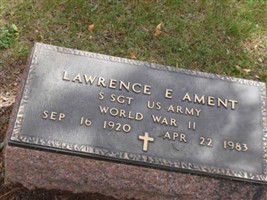 LAWRENCE E AMENT
S SGT US ARMY
WORLD WAR II
SEP 16 1920 APR 22 1983